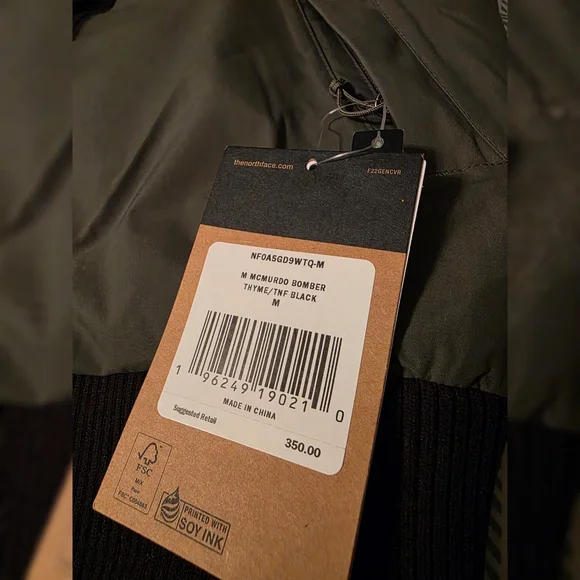 thenorthface.com
F22GENCVR
NF0A5GD9WTQ-M
M MCMURDO BOMBER
THYME/TNF BLACK
M
1 96249 19021 0
MADE IN CHINA
Suggested Retail
350.00
FSC
MIX
PRINTED WITH
SOY INK